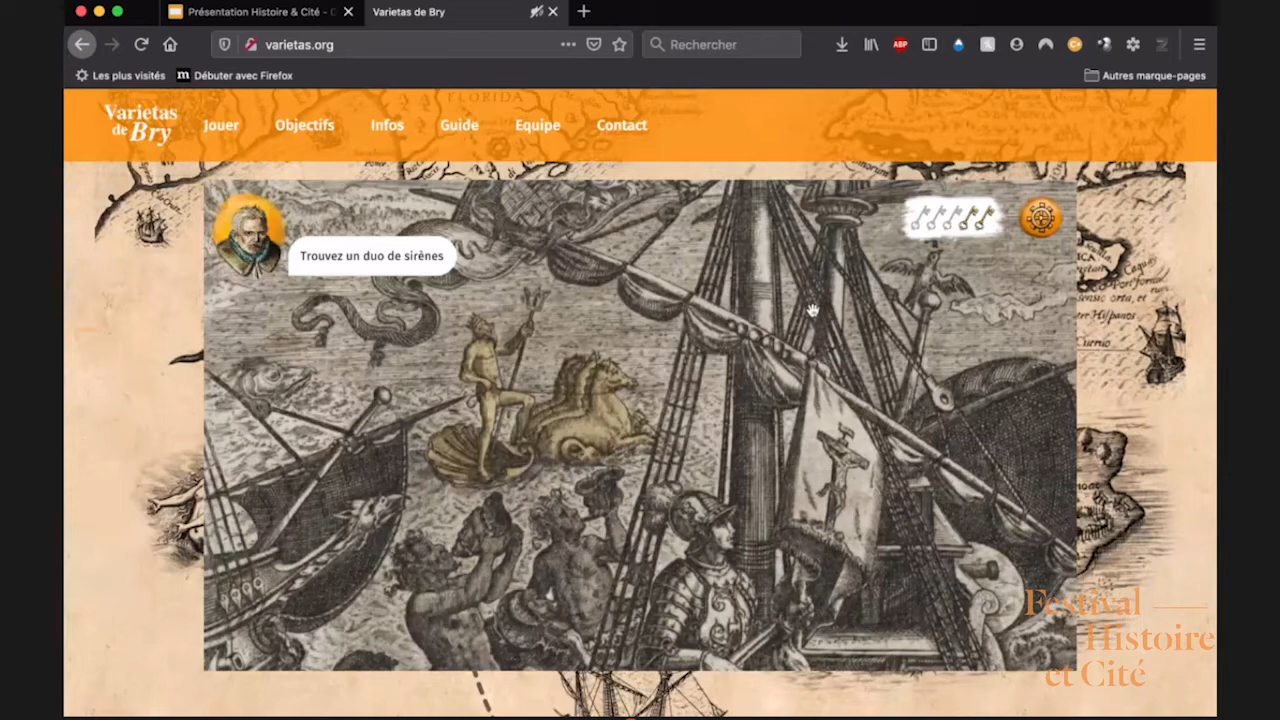 Présentation Histoire & Cité - C
Varietas de Bry
varietas.org
Rechercher
ABP
Les plus visités
m Débuter avec Firefox
Autres marque-pages
FLORIDA
Varietas
de Bry
Jouer
Objectifs
Infos
Guide
Equipe
Contact
Trouvez un duo de sirènes
Festival
Histoire
et Cité